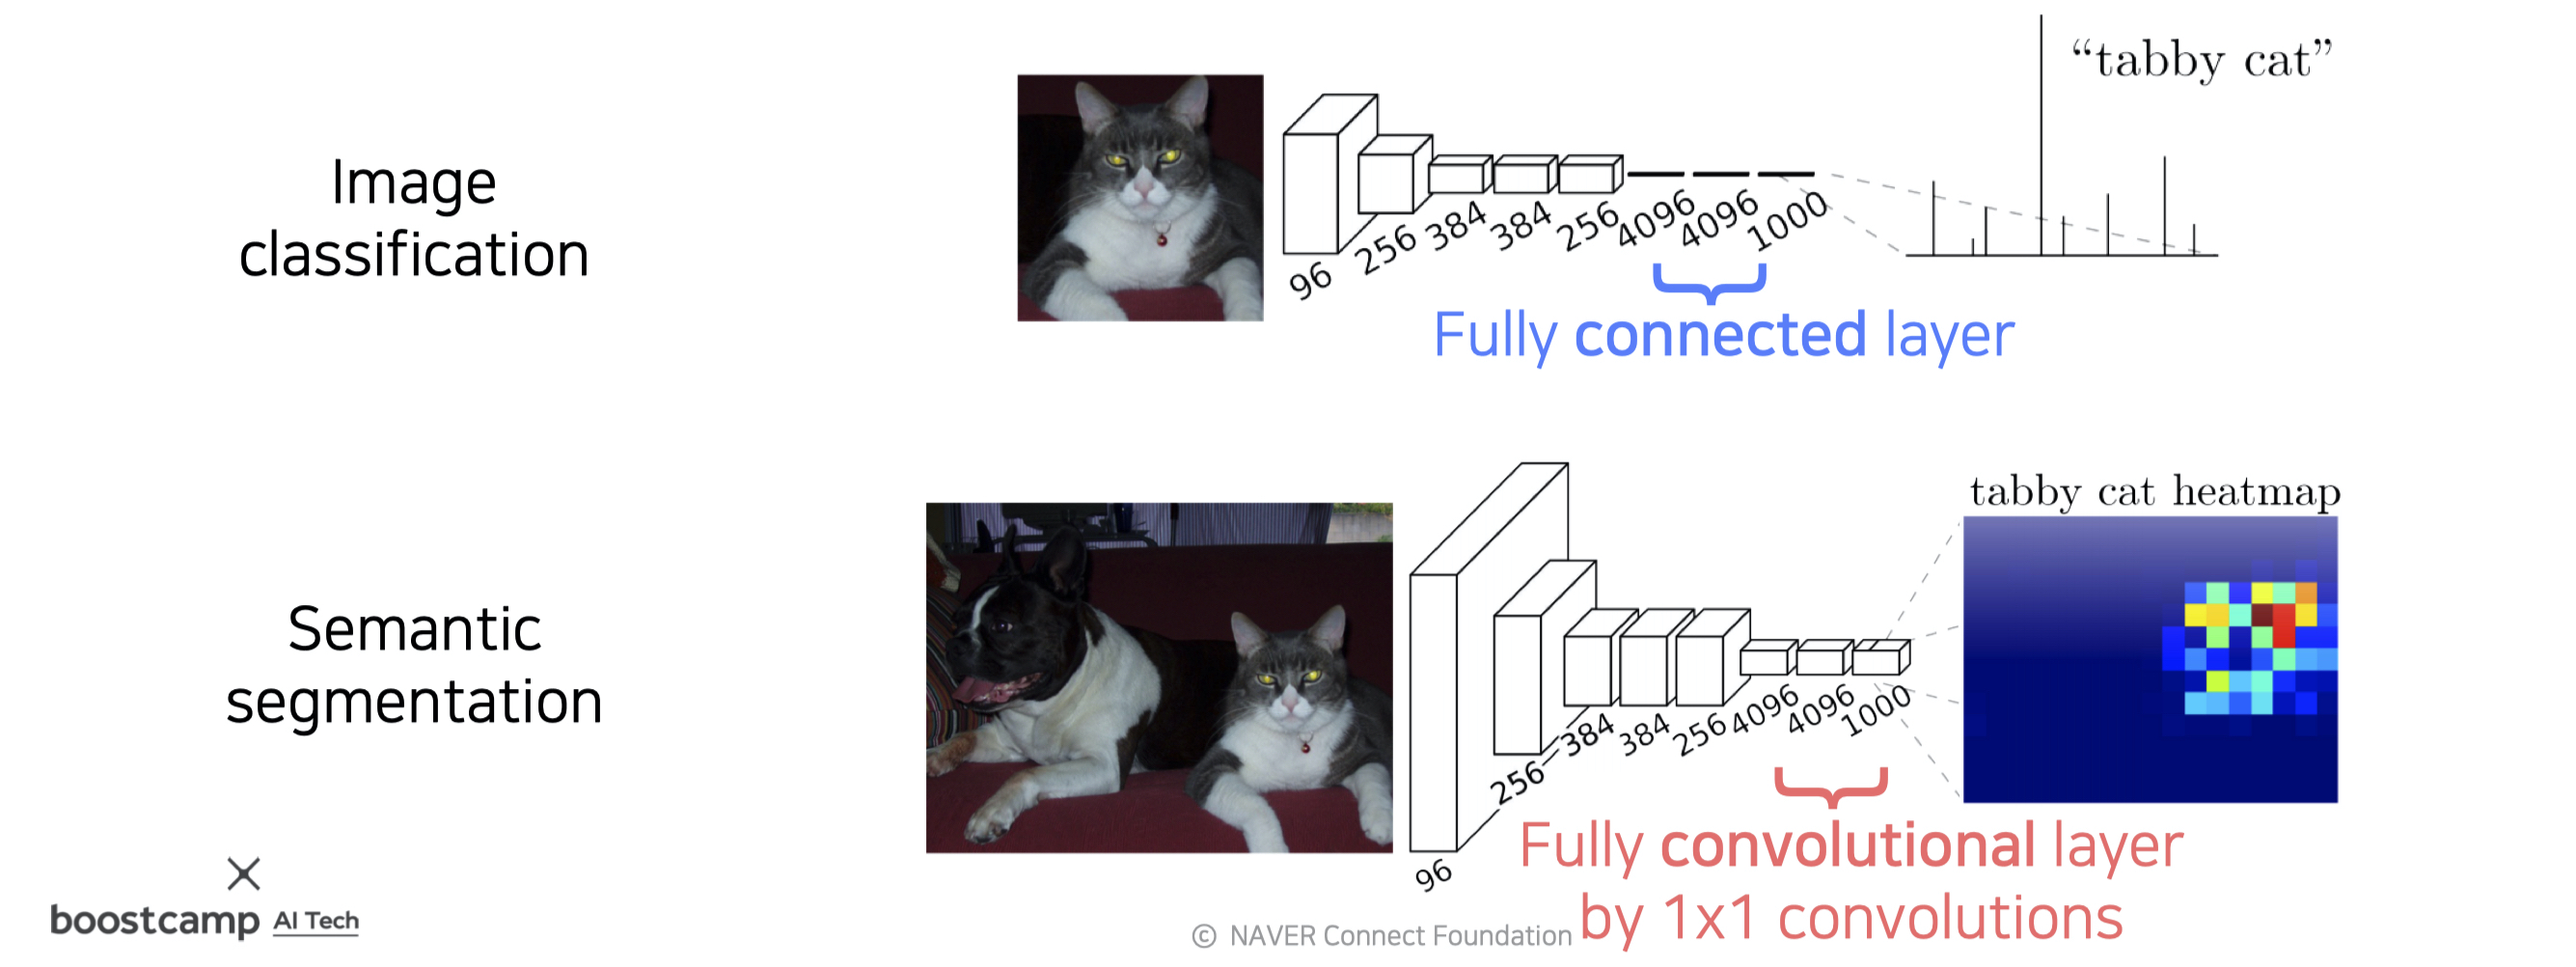 Image
classification
"tabby cat"
96
256
384
384
256
4096
4096
1000
Fully connected layer
Semantic
segmentation
tabby cat heatmap
96
256
384
384
256
4096
4096
1000
Fully convolutional layer
by 1x1 convolutions
boostcamp AI Tech
© NAVER Connect Foundation